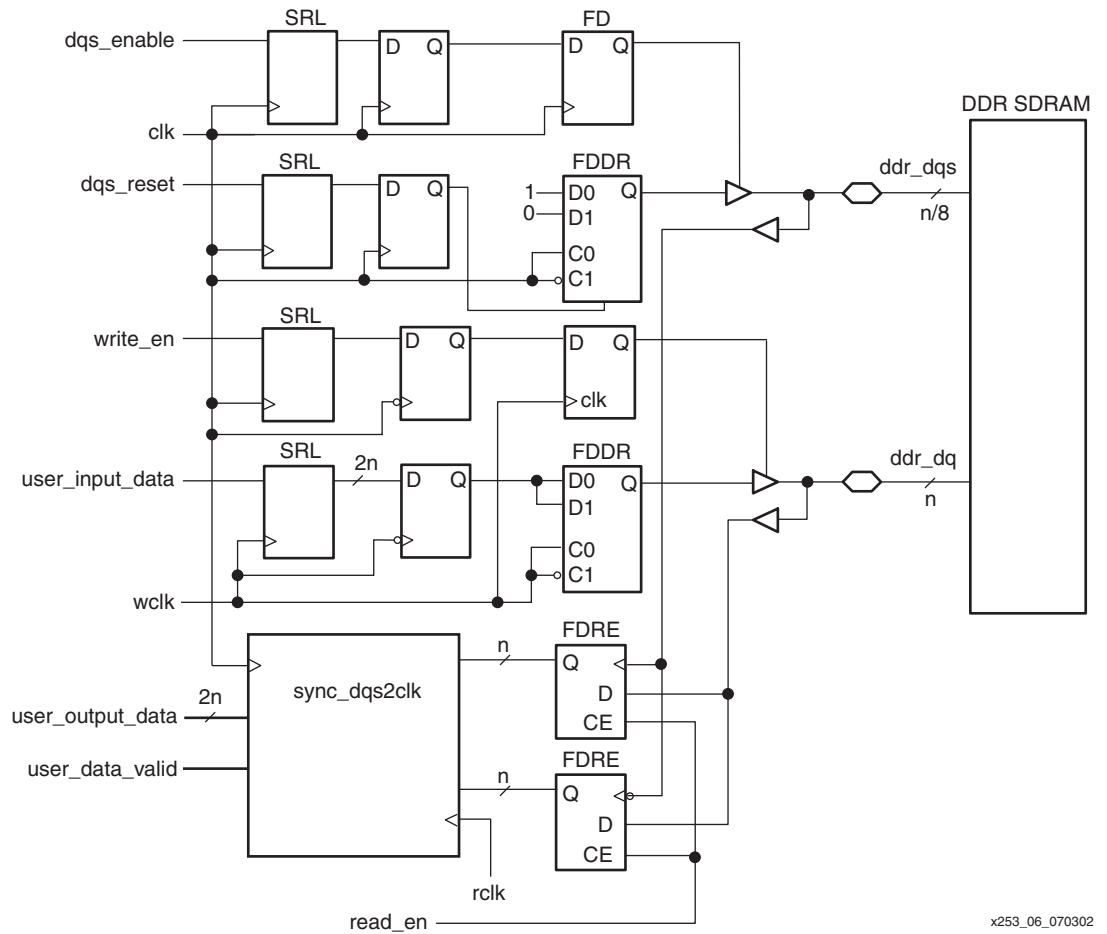 SRL
FD
dqs_enable
D Q
D Q
clk
DDR SDRAM
SRL
FDDR
dqs_reset
D Q
1
D0 Q
0
D1
C0
C1
ddr_dqs
n/8
SRL
write_en
D Q
D Q
clk
SRL
FDDR
user_input_data
2n
D Q
D0 Q
D1
C0
C1
ddr_dq
n
wclk
FDRE
n
Q
D
CE
sync_dqs2clk
2n
user_output_data
user_data_valid
FDRE
n
Q
D
CE
rclk
read_en
x253_06_070302